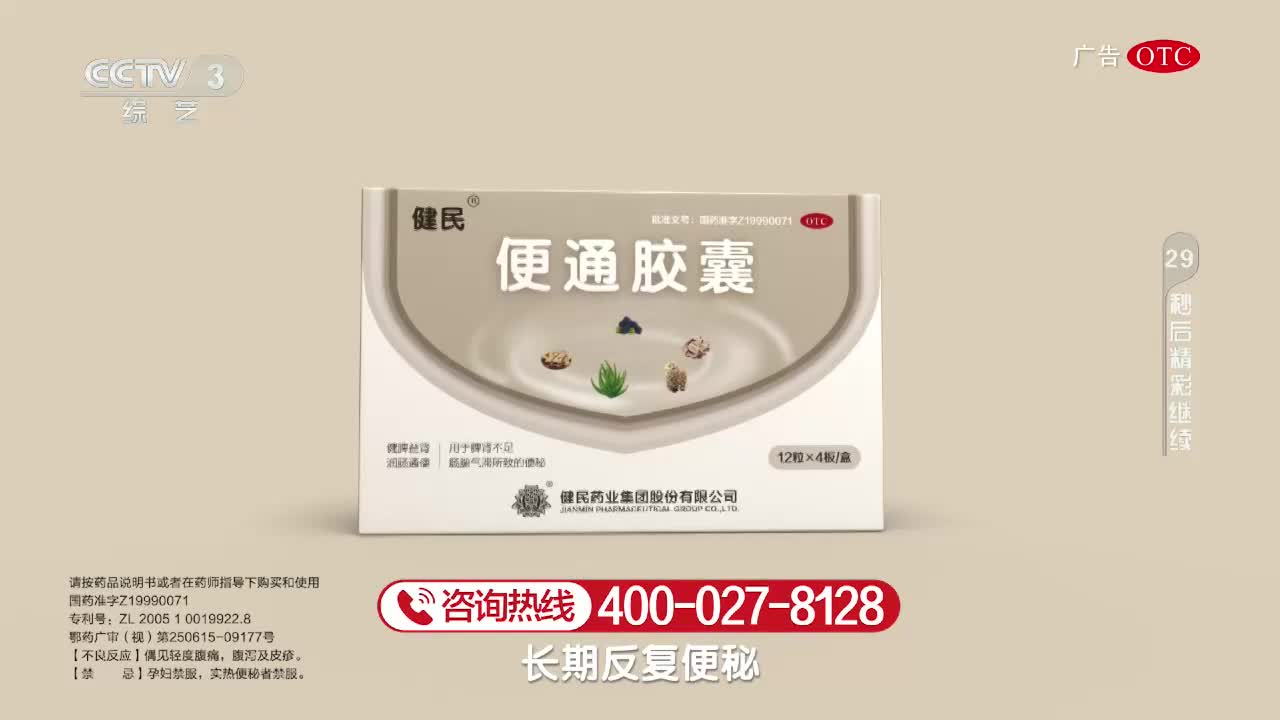 CCTV 3
综艺
广告 OTC
29
秒后精彩继续
健民®
批准文号：国药准字Z19990071 OTC
便通胶囊
健脾益肾
润肠通便
用于脾肾不足
肠腑气滞所致的便秘
12粒×4板/盒
健民药业集团股份有限公司
JIANMIN PHARMACEUTICAL GROUP CO.,LTD.
请按药品说明书或者在药师指导下购买和使用
国药准字Z19990071
专利号：ZL 2005 1 0019922.8
鄂药广审（视）第250615-09177号
【不良反应】偶见轻度腹痛，腹泻及皮疹。
【禁 忌】孕妇禁服，实热便秘者禁服。
咨询热线 400-027-8128
长期反复便秘